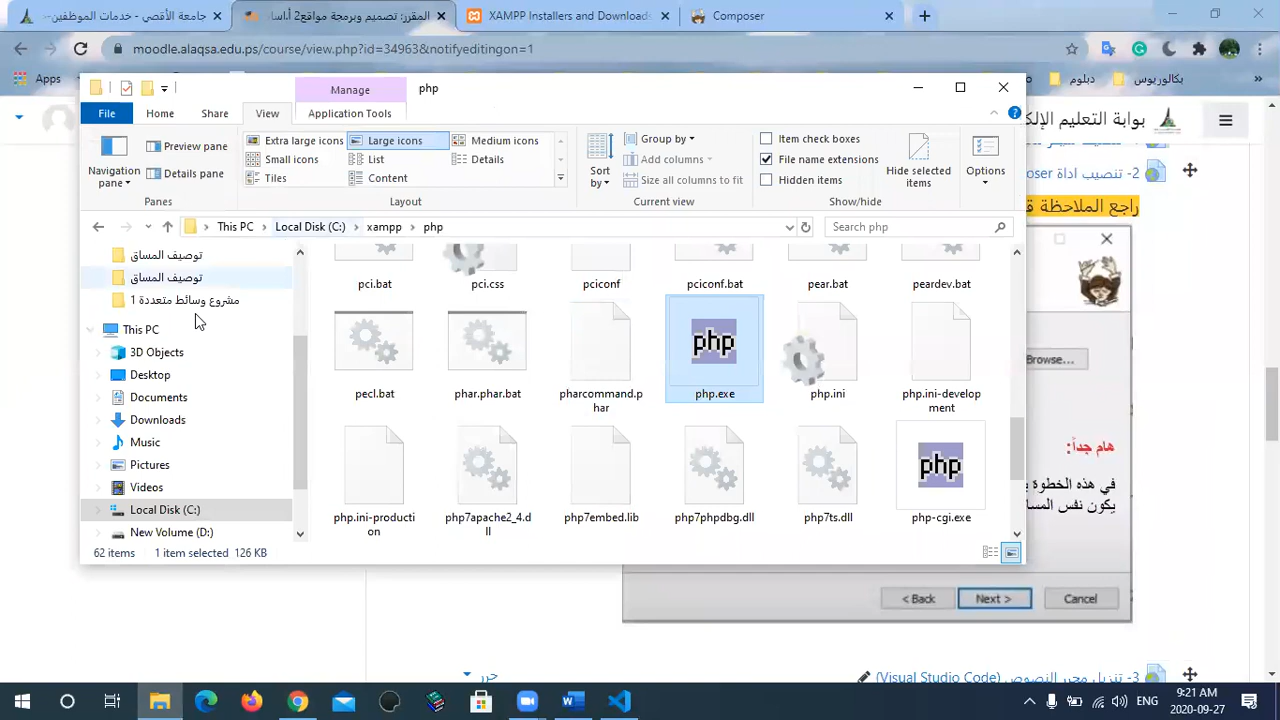 جامعة الأقصى - خدمات الموظفين
المقرر: تصميم وبرمجة مواقع2 أ.أسا
XAMPP Installers and Download
Composer
moodle.alaqsa.edu.ps/course/view.php?id=34963&notifyeditingon=1
Apps
دبلوم
بكالوريوس
Manage
php
File
Home
Share
View
Application Tools
Navigation pane
Preview pane
Details pane
Panes
Extra large icons
Large icons
Medium icons
Small icons
List
Details
Tiles
Content
Layout
Sort by
Group by
Add columns
Size all columns to fit
Current view
Item check boxes
File name extensions
Hidden items
Hide selected items
Show/hide
Options
This PC
Local Disk (C:)
xampp
php
Search php
توصيف المساق
توصيف المساق
مشروع وسائط متعددة 1
This PC
3D Objects
Desktop
Documents
Downloads
Music
Pictures
Videos
Local Disk (C:)
New Volume (D:)
pci.bat
pci.css
pciconf
pciconf.bat
pear.bat
peardev.bat
pecl.bat
phar.phar.bat
pharcommand.phar
php.exe
php.ini
php.ini-development
php.ini-production
php7apache2_4.dll
php7embed.lib
php7phpdbg.dll
php7ts.dll
php-cgi.exe
62 items
1 item selected 126 KB
بوابة التعليم الإلك
2- تنصيب اداة oser
راجع الملاحظة ق
Browse...
هام جداً:
في هذه الخطوة ي
يكون نفس المسا
< Back
Next >
Cancel
3- تنزيل محرر النصوص (Visual Studio Code)
حرر
ENG
9:21 AM
2020-09-27